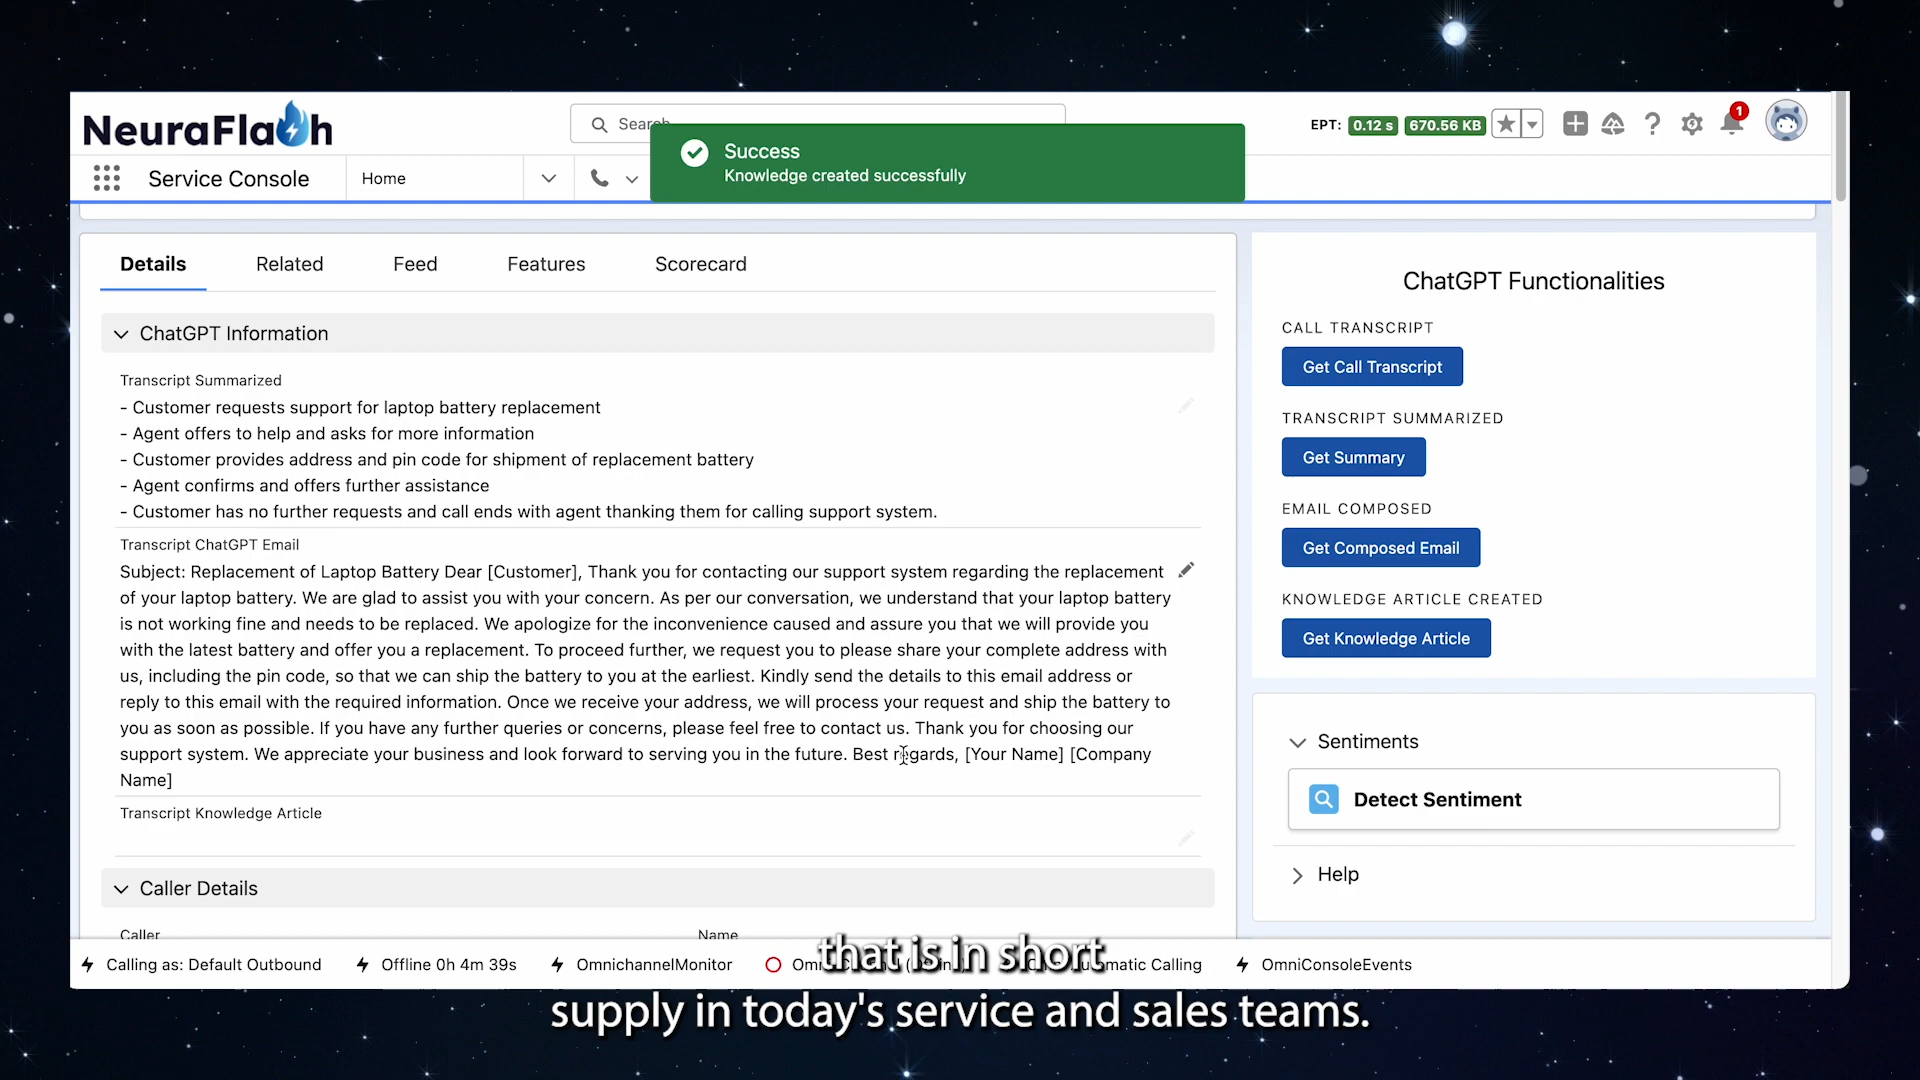 NeuraFlash
Search
EPT: 0.12 s 670.56 KB
1
Success
Knowledge created successfully
Service Console
Home
Details
Related
Feed
Features
Scorecard
ChatGPT Information
Transcript Summarized
- Customer requests support for laptop battery replacement
- Agent offers to help and asks for more information
- Customer provides address and pin code for shipment of replacement battery
- Agent confirms and offers further assistance
- Customer has no further requests and call ends with agent thanking them for calling support system.
Transcript ChatGPT Email
Subject: Replacement of Laptop Battery Dear [Customer], Thank you for contacting our support system regarding the replacement
of your laptop battery. We are glad to assist you with your concern. As per our conversation, we understand that your laptop battery
is not working fine and needs to be replaced. We apologize for the inconvenience caused and assure you that we will provide you
with the latest battery and offer you a replacement. To proceed further, we request you to please share your complete address with
us, including the pin code, so that we can ship the battery to you at the earliest. Kindly send the details to this email address or
reply to this email with the required information. Once we receive your address, we will process your request and ship the battery to
you as soon as possible. If you have any further queries or concerns, please feel free to contact us. Thank you for choosing our
support system. We appreciate your business and look forward to serving you in the future. Best regards, [Your Name] [Company
Name]
Transcript Knowledge Article
Caller Details
Caller
Name
ChatGPT Functionalities
CALL TRANSCRIPT
Get Call Transcript
TRANSCRIPT SUMMARIZED
Get Summary
EMAIL COMPOSED
Get Composed Email
KNOWLEDGE ARTICLE CREATED
Get Knowledge Article
Sentiments
Detect Sentiment
Help
Calling as: Default Outbound
Offline 0h 4m 39s
OmnichannelMonitor
Calling
OmniConsoleEvents
that is in short
supply in today's service and sales teams.